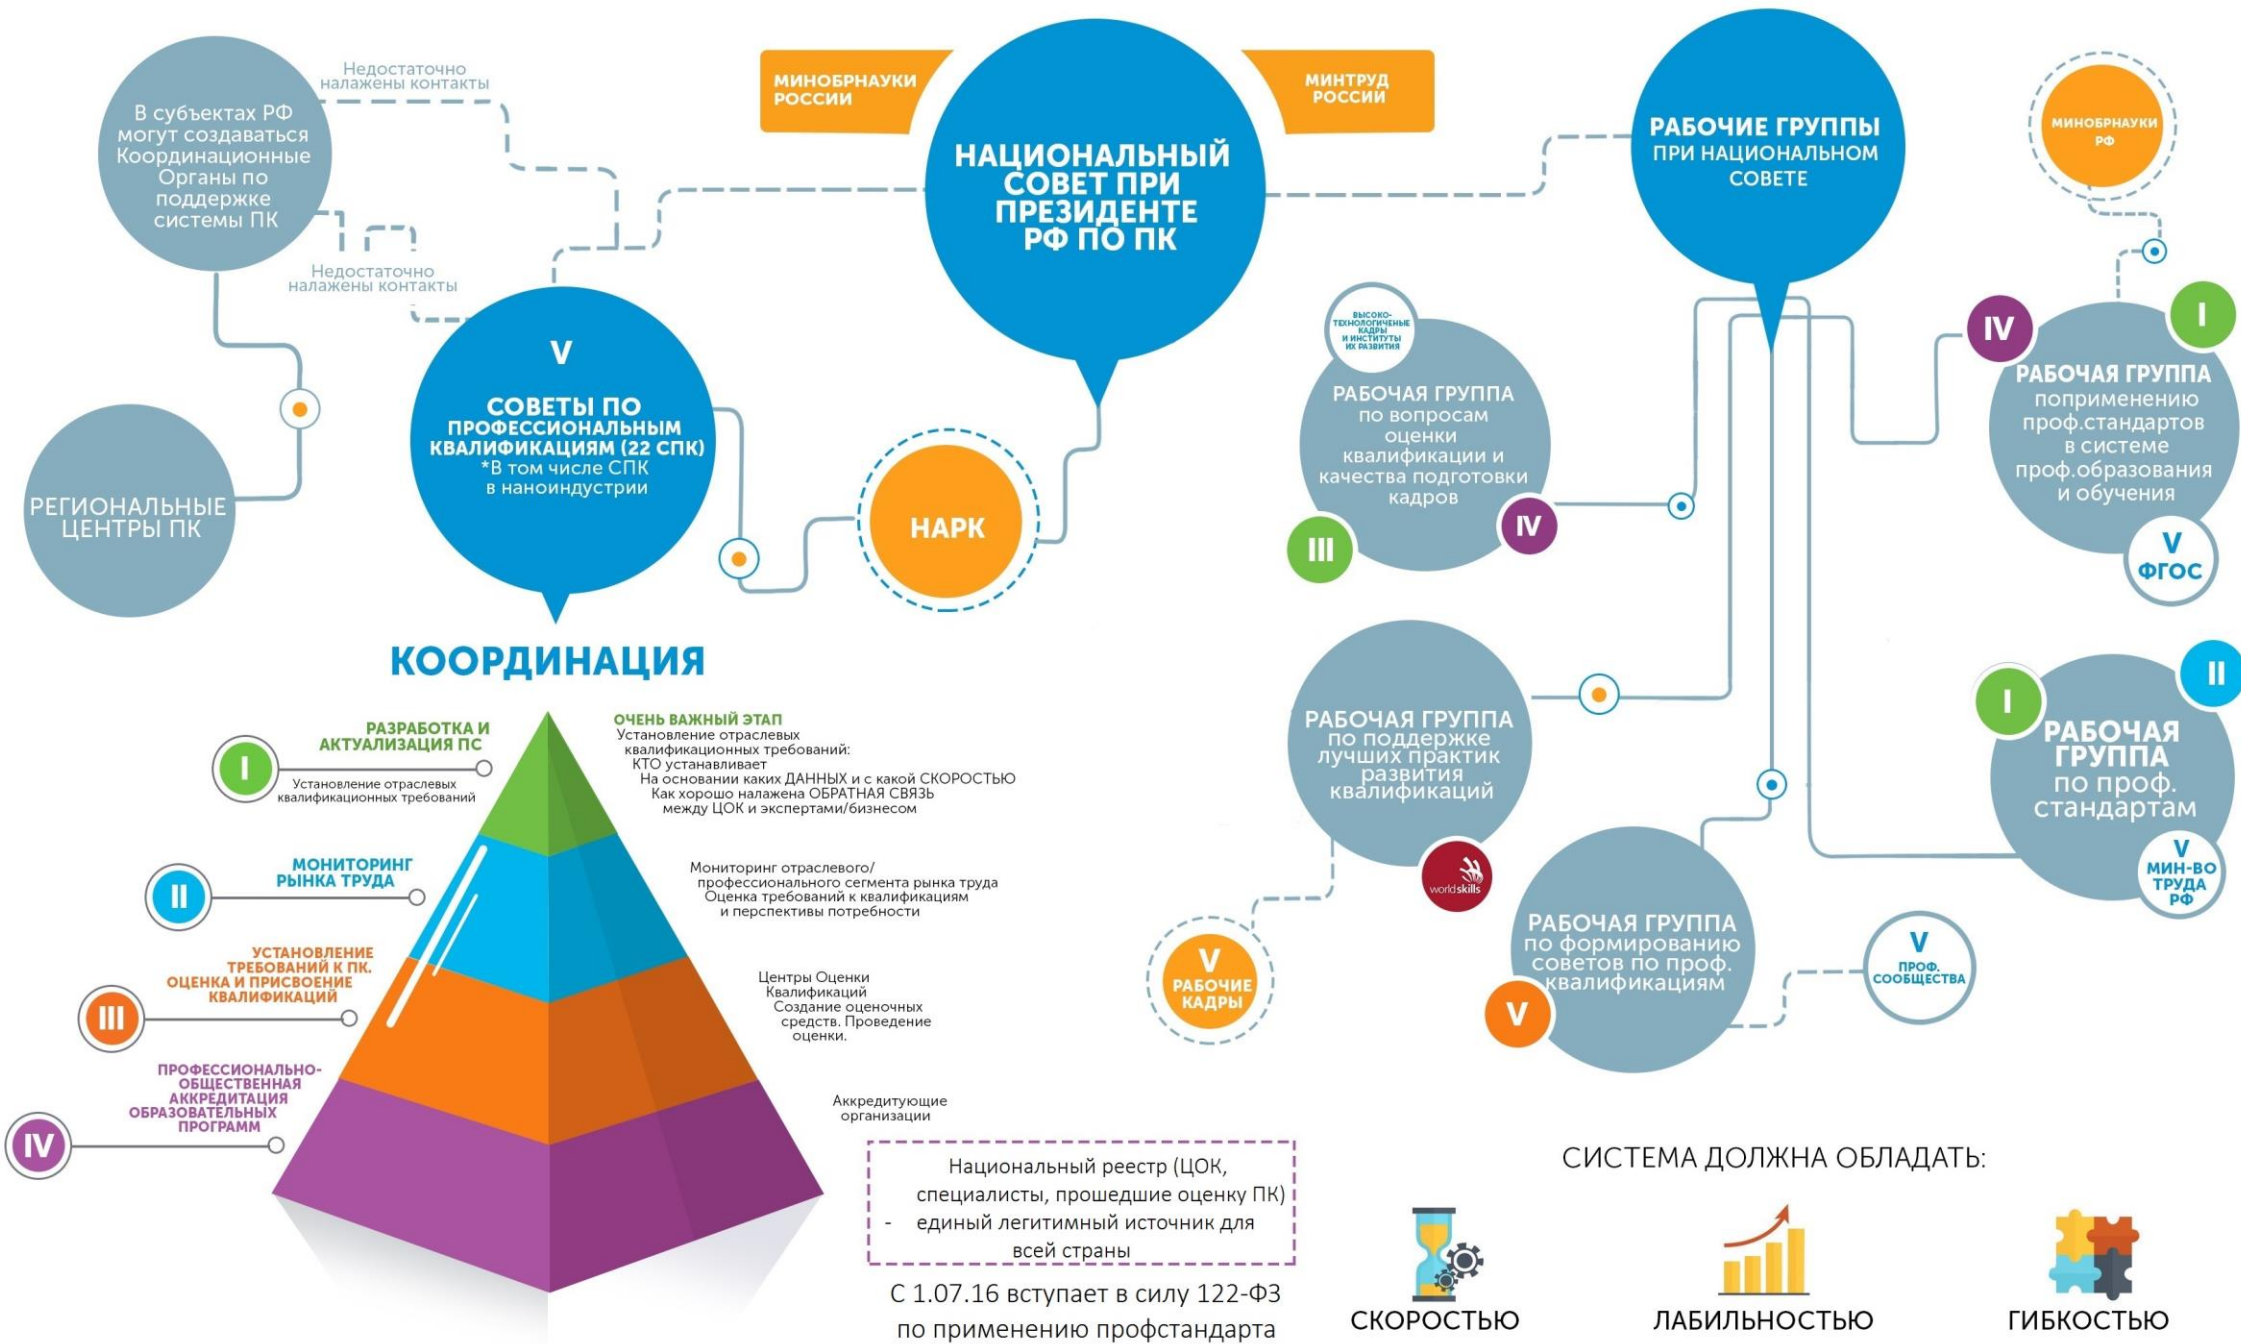 Недостаточно
налажены контакты
В субъектах РФ
могут создаваться
Координационные
Органы по
поддержке
системы ПК
Недостаточно
налажены контакты
РЕГИОНАЛЬНЫЕ
ЦЕНТРЫ ПК
МИНОБРНАУКИ
РОССИИ
МИНТРУД
РОССИИ
НАЦИОНАЛЬНЫЙ
СОВЕТ ПРИ
ПРЕЗИДЕНТЕ
РФ ПО ПК
V
СОВЕТЫ ПО
ПРОФЕССИОНАЛЬНЫМ
КВАЛИФИКАЦИЯМ (22 СПК)
*В том числе СПК
в наноиндустрии
НАРК
РАБОЧИЕ ГРУППЫ
ПРИ НАЦИОНАЛЬНОМ
СОВЕТЕ
МИНОБРНАУКИ
РФ
ВЫСОКО-
ТЕХНОЛОГИЧЕНЫЕ
КАДРЫ
И ИНСТИТУТЫ
ИХ РАЗВИТИЯ
РАБОЧАЯ ГРУППА
по вопросам
оценки
квалификации и
качества подготовки
кадров
III
IV
IV
I
РАБОЧАЯ ГРУППА
поприменению
проф.стандартов
в системе
проф.образования
и обучения
V
ФГОС
РАБОЧАЯ ГРУППА
по поддержке
лучших практик
развития
квалификаций
worldskills
V
РАБОЧИЕ
КАДРЫ
I
II
РАБОЧАЯ
ГРУППА
по проф.
стандартам
V
МИН-ВО
ТРУДА
РФ
РАБОЧАЯ ГРУППА
по формированию
советов по проф.
квалификациям
V
V
ПРОФ.
СООБЩЕСТВА
КООРДИНАЦИЯ
I
РАЗРАБОТКА И
АКТУАЛИЗАЦИЯ ПС
Установление отраслевых
квалификационных требований
ОЧЕНЬ ВАЖНЫЙ ЭТАП
Установление отраслевых
квалификационных требований:
КТО устанавливает
На основании каких ДАННЫХ и с какой СКОРОСТЬЮ
Как хорошо налажена ОБРАТНАЯ СВЯЗЬ
между ЦОК и экспертами/бизнесом
II
МОНИТОРИНГ
РЫНКА ТРУДА
Мониторинг отраслевого/
профессионального сегмента рынка труда
Оценка требований к квалификациям
и перспективы потребности
III
УСТАНОВЛЕНИЕ
ТРЕБОВАНИЙ К ПК.
ОЦЕНКА И ПРИСВОЕНИЕ
КВАЛИФИКАЦИЙ
Центры Оценки
Квалификаций
Создание оценочных
средств. Проведение
оценки.
IV
ПРОФЕССИОНАЛЬНО-
ОБЩЕСТВЕННАЯ
АККРЕДИТАЦИЯ
ОБРАЗОВАТЕЛЬНЫХ
ПРОГРАММ
Аккредитующие
организации
Национальный реестр (ЦОК,
специалисты, прошедшие оценку ПК)
- единый легитимный источник для
всей страны
С 1.07.16 вступает в силу 122-ФЗ
по применению профстандарта
СИСТЕМА ДОЛЖНА ОБЛАДАТЬ:
СКОРОСТЬЮ
ЛАБИЛЬНОСТЬЮ
ГИБКОСТЬЮ